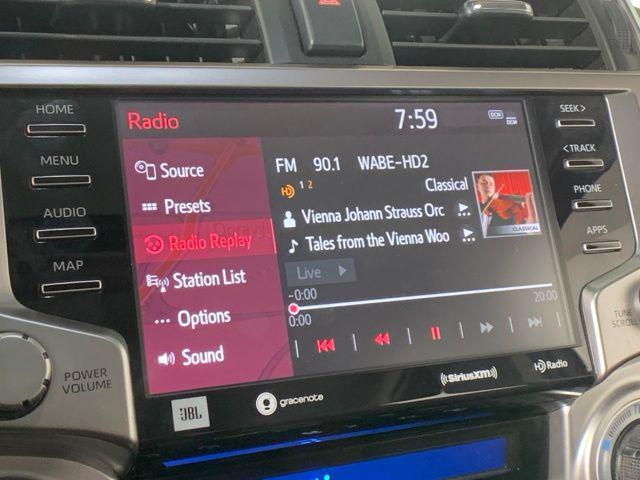 HOME
MENU
AUDIO
MAP
POWER
VOLUME
Radio
7:59
DCM
DCM
Source
Presets
Radio Replay
Station List
Options
Sound
FM 90.1 WABE-HD2
HD 1 2
Classical
Vienna Johann Strauss Orc
Tales from the Vienna Woo
CLASSICAL
Live
-0:00
0:00
20:00
SEEK >
< TRACK
PHONE
APPS
TUNE
SCROLL
JBL
gracenote
((SiriusXM))
HD Radio